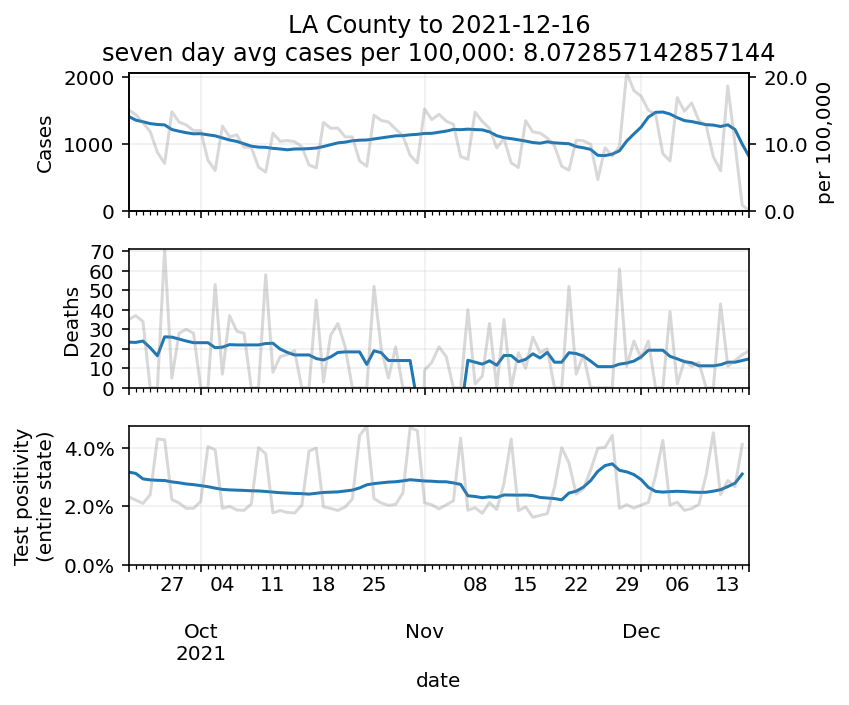 LA County to 2021-12-16
seven day avg cases per 100,000: 8.072857142857144
2000
1000
0
Cases
20.0
10.0
0.0
per 100,000
70
60
50
40
30
20
10
0
Deaths
4.0%
2.0%
0.0%
Test positivity
(entire state)
27 04 11 18 25 08 15 22 29 06 13
Oct Nov Dec
2021
date